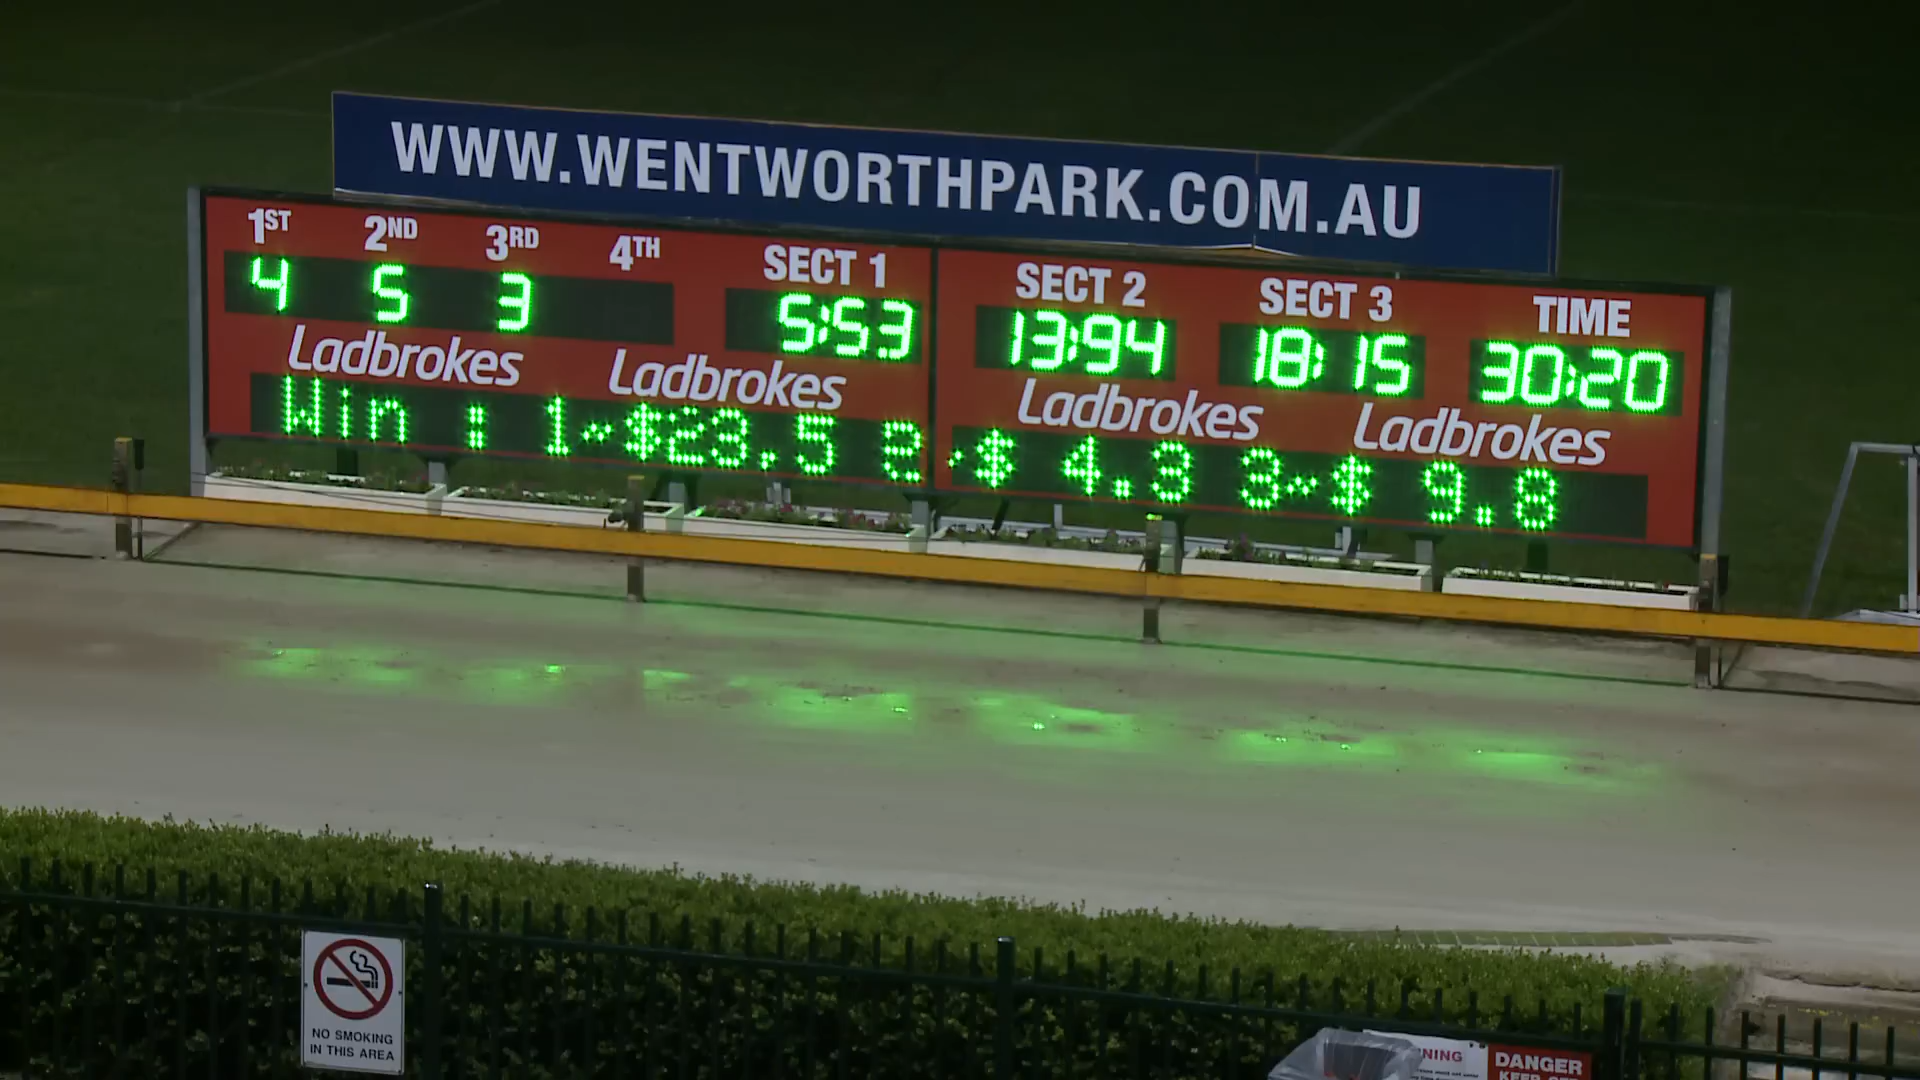 WWW.WENTWORTHPARK.COM.AU
1ST 2ND 3RD 4TH SECT 1 SECT 2 SECT 3 TIME
4 5 3 5:53 13:94 18:15 30:20
Ladbrokes Ladbrokes Ladbrokes Ladbrokes
Win : 1~$23.5 2~$ 4.3 3~$ 9.8
NO SMOKING
IN THIS AREA
DANGER